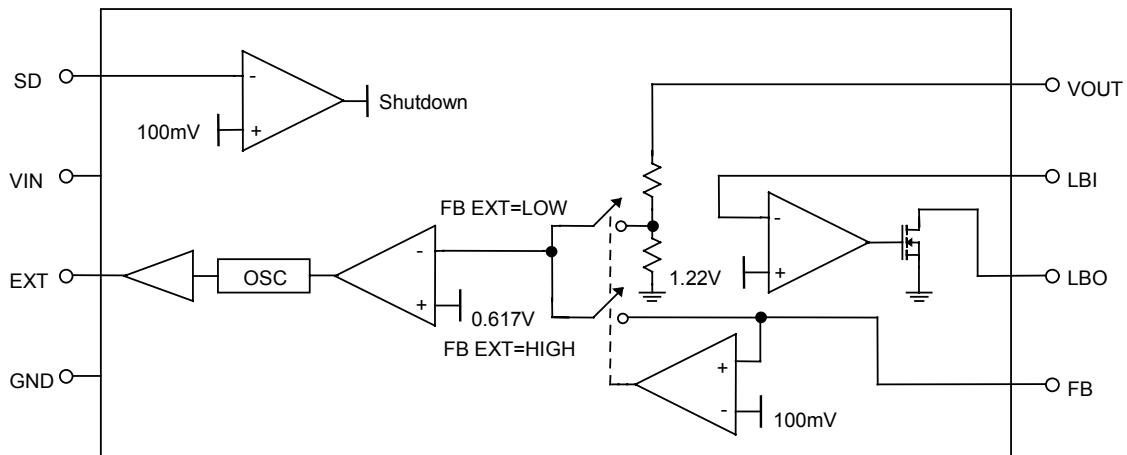 SD
-
Shutdown
VOUT
100mV
+
VIN
LBI
FB EXT=LOW
-
-
EXT
OSC
+
1.22V
+
LBO
0.617V
FB EXT=HIGH
GND
+
FB
-
100mV